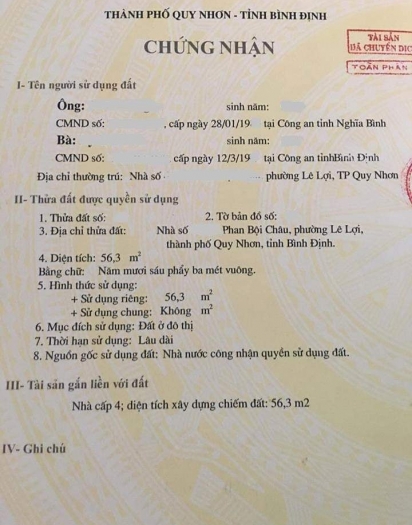 THÀNH PHỐ QUY NHƠN - TỈNH BÌNH ĐỊNH
CHỨNG NHẬN
TÀI SẢN
ĐÃ CHUYỂN DỊC
TOÀN PHẦN
I- Tên người sử dụng đất
Ông: sinh năm:
CMND số: , cấp ngày 28/01/19 tại Công an tỉnh Nghĩa Bình
Bà: sinh năm:
CMND số: cấp ngày 12/3/19 tại Công an tỉnhBình Định
Địa chỉ thường trú: Nhà số phường Lê Lợi, TP Quy Nhơn
II- Thửa đất được quyền sử dụng
1. Thửa đất số: 2. Tờ bản đồ số:
3. Địa chỉ thửa đất: Nhà số Phan Bội Châu, phường Lê Lợi,
thành phố Quy Nhơn, tỉnh Bình Định.
4. Diện tích: 56,3 m²
Bằng chữ: Năm mươi sáu phẩy ba mét vuông.
5. Hình thức sử dụng:
+ Sử dụng riêng: 56,3 m²
+ Sử dụng chung: Không m²
6. Mục đích sử dụng: Đất ở đô thị
7. Thời hạn sử dụng: Lâu dài
8. Nguồn gốc sử dụng đất: Nhà nước công nhận quyền sử dụng đất.
III- Tài sản gắn liền với đất
Nhà cấp 4; diện tích xây dựng chiếm đất: 56,3 m2
IV- Ghi chú